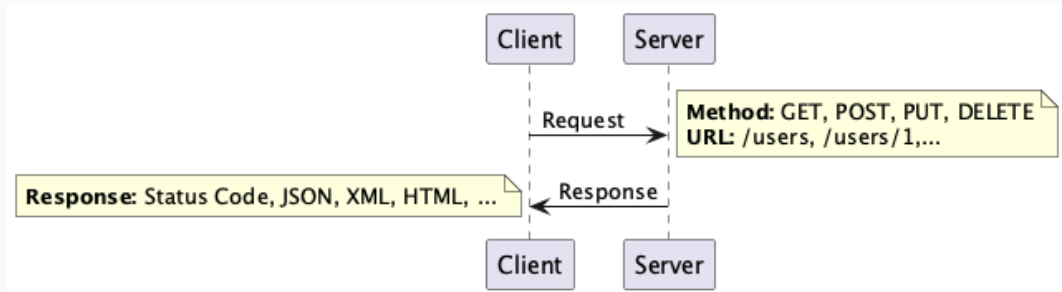 Client Server
Request
Method: GET, POST, PUT, DELETE
URL: /users, /users/1,...
Response
Response: Status Code, JSON, XML, HTML, ...
Client Server